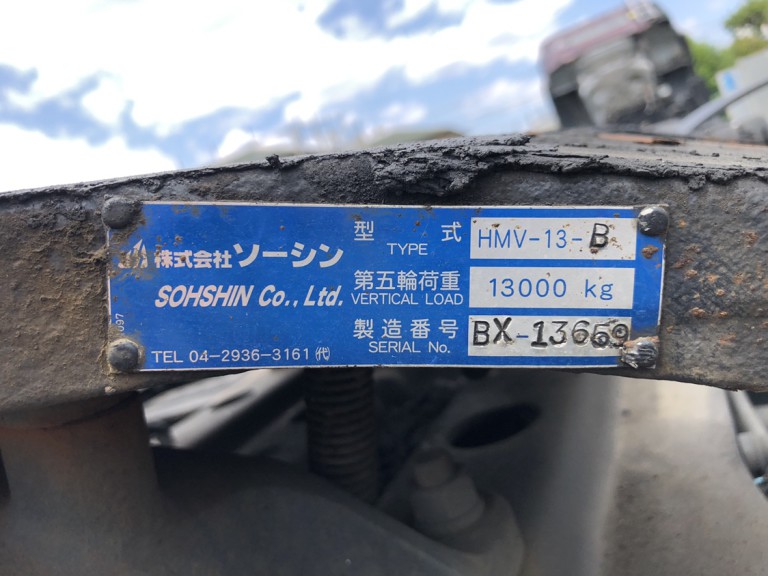 株式会社ソーシン
SOHSHIN Co., Ltd.
TEL 04-2936-3161 ㈹
型式 HMV-13-B
TYPE
第五輪荷重 13000 kg
VERTICAL LOAD
製造番号 BX-13659
SERIAL No.